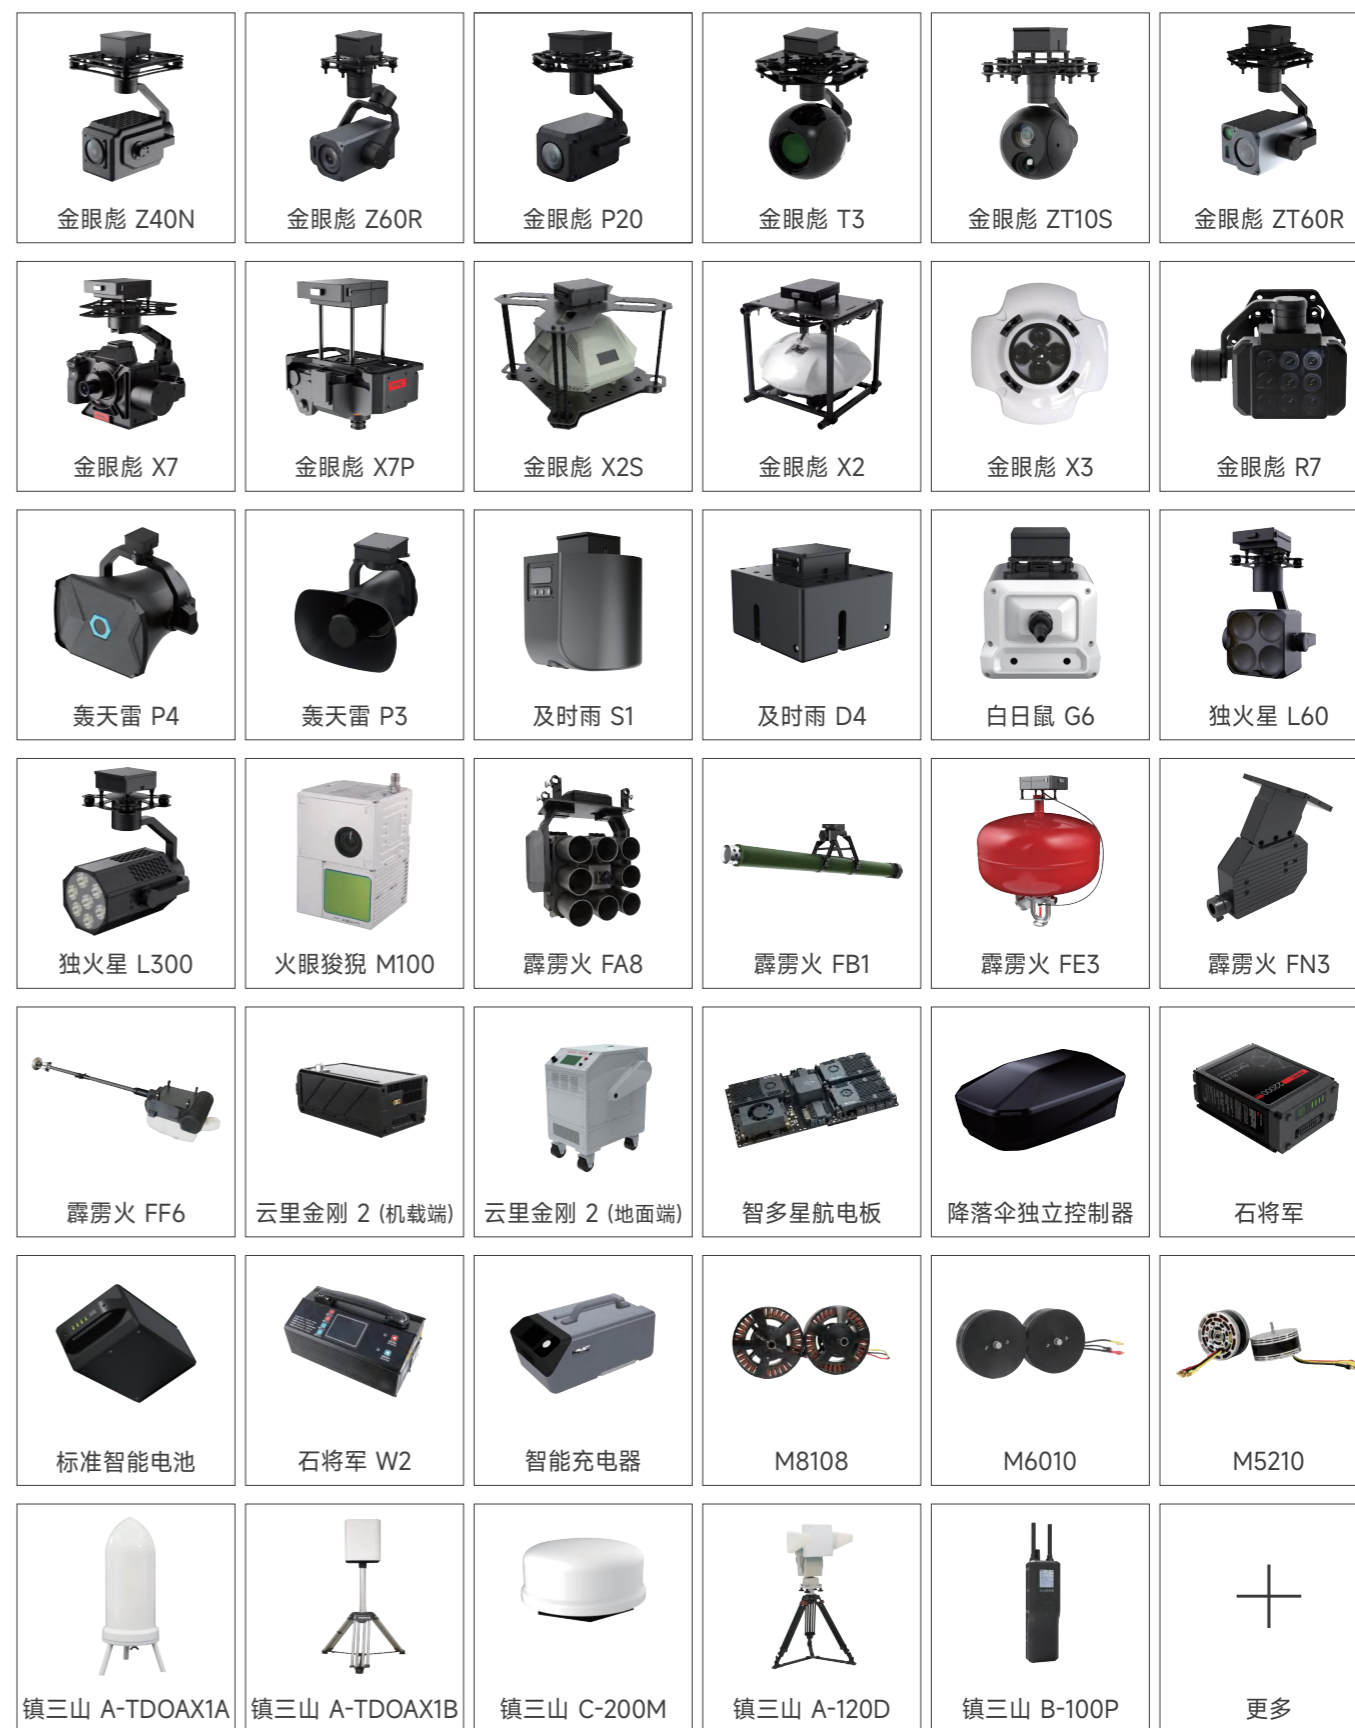 金眼彪 Z40N
金眼彪 Z60R
金眼彪 P20
金眼彪 T3
金眼彪 ZT10S
金眼彪 ZT60R
金眼彪 X7
金眼彪 X7P
金眼彪 X2S
金眼彪 X2
金眼彪 X3
金眼彪 R7
轰天雷 P4
轰天雷 P3
及时雨 S1
及时雨 D4
白日鼠 G6
独火星 L60
独火星 L300
火眼狻猊 M100
霹雳火 FA8
霹雳火 FB1
霹雳火 FE3
霹雳火 FN3
霹雳火 FF6
云里金刚 2 (机载端)
云里金刚 2 (地面端)
智多星航电板
降落伞独立控制器
22000
石将军
标准智能电池
石将军 W2
智能充电器
M8108
M6010
M5210
镇三山 A-TDOAX1A
镇三山 A-TDOAX1B
镇三山 C-200M
镇三山 A-120D
镇三山 B-100P
更多